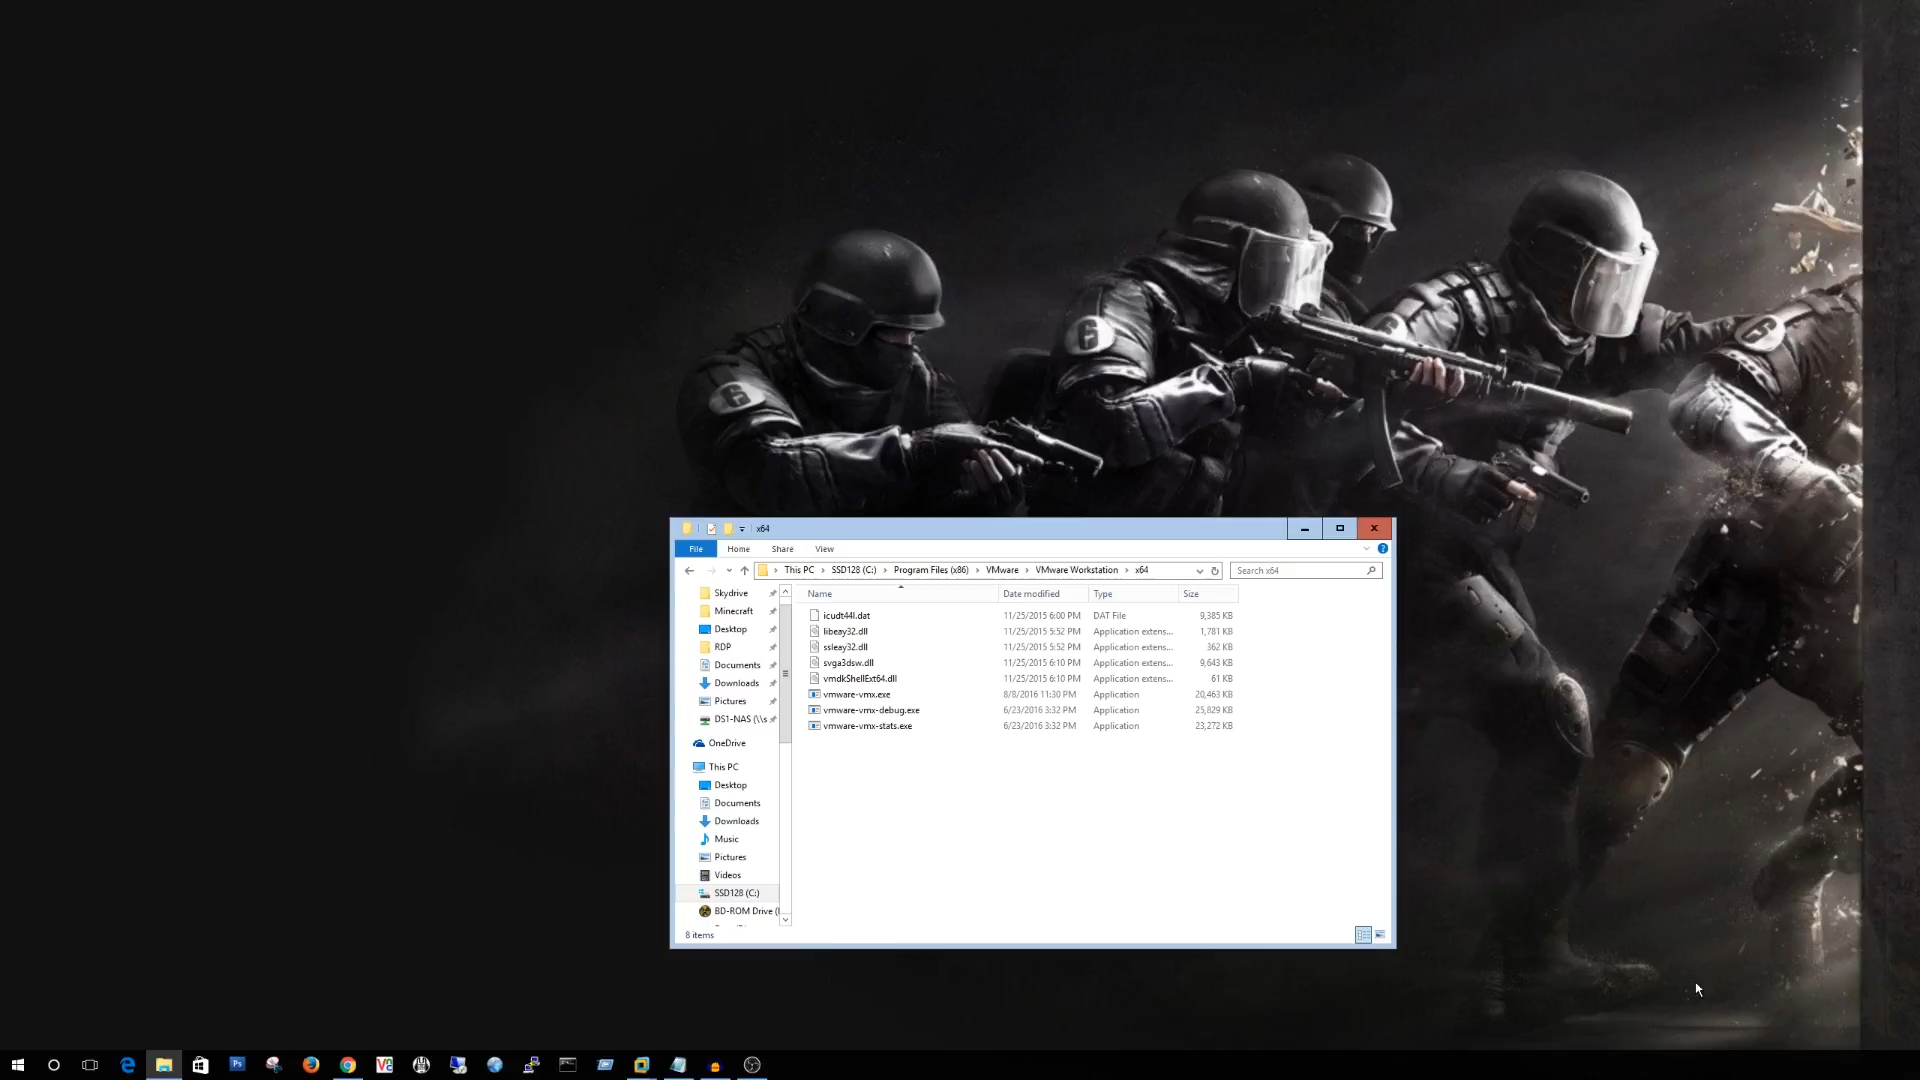 x64
File Home Share View
This PC SSD128 (C:) Program Files (x86) VMware VMware Workstation x64
Search x64
Name Date modified Type Size
icudt44l.dat 11/25/2015 6:00 PM DAT File 9,385 KB
libeay32.dll 11/25/2015 5:52 PM Application extens... 1,781 KB
ssleay32.dll 11/25/2015 5:52 PM Application extens... 362 KB
svga3dsw.dll 11/25/2015 6:10 PM Application extens... 9,643 KB
vmdkShellExt64.dll 11/25/2015 6:10 PM Application extens... 61 KB
vmware-vmx.exe 8/8/2016 11:30 PM Application 20,463 KB
vmware-vmx-debug.exe 6/23/2016 3:32 PM Application 25,829 KB
vmware-vmx-stats.exe 6/23/2016 3:32 PM Application 23,272 KB
Skydrive
Minecraft
Desktop
RDP
Documents
Downloads
Pictures
DS1-NAS (\\s
OneDrive
This PC
Desktop
Documents
Downloads
Music
Pictures
Videos
SSD128 (C:)
BD-ROM Drive (
8 items
Ps